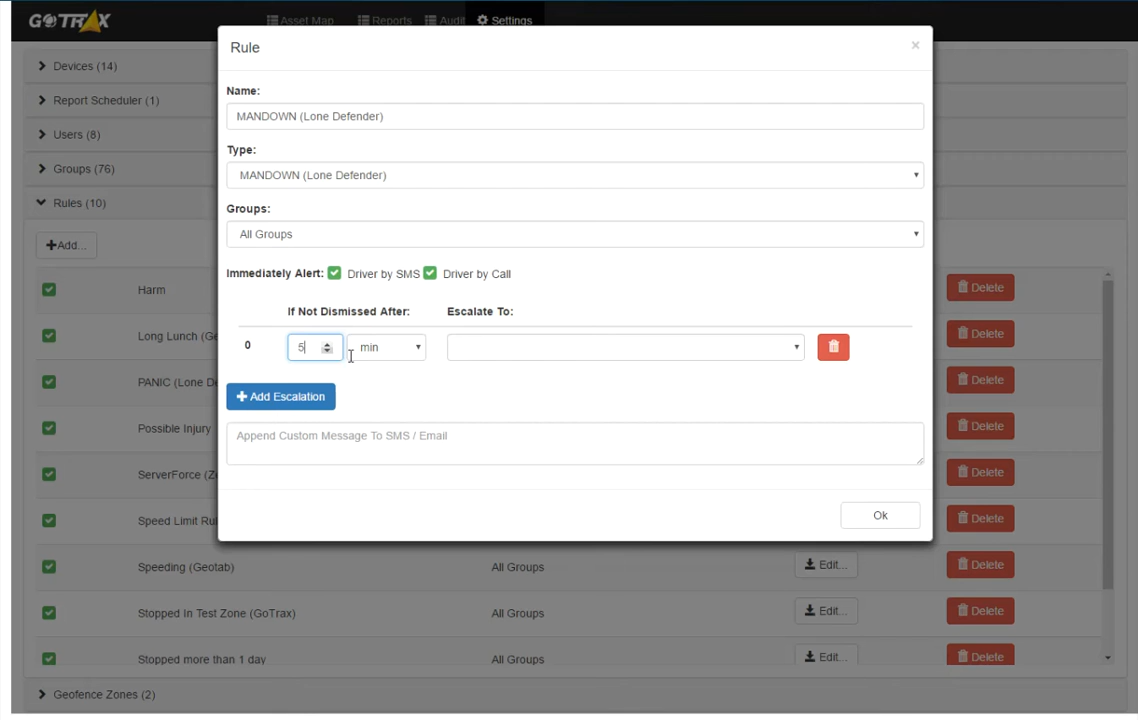 GOTRAX
Asset Map Reports Audit Settings
Rule ×
Devices (14)
Report Scheduler (1)
Users (8)
Groups (76)
Rules (10)
Name:
MANDOWN (Lone Defender)
Type:
MANDOWN (Lone Defender)
Groups:
All Groups
Immediately Alert: Driver by SMS Driver by Call
If Not Dismissed After: Escalate To:
0 5 min
+ Add Escalation
Append Custom Message To SMS / Email
Ok
+Add...
Harm Delete
Long Lunch (Ge Delete
PANIC (Lone De Delete
Possible Injury Delete
ServerForce (Ze Delete
Speed Limit Rul Delete
Speeding (Geotab) All Groups Edit... Delete
Stopped In Test Zone (GoTrax) All Groups Edit... Delete
Stopped more than 1 day All Groups Edit... Delete
Geofence Zones (2)